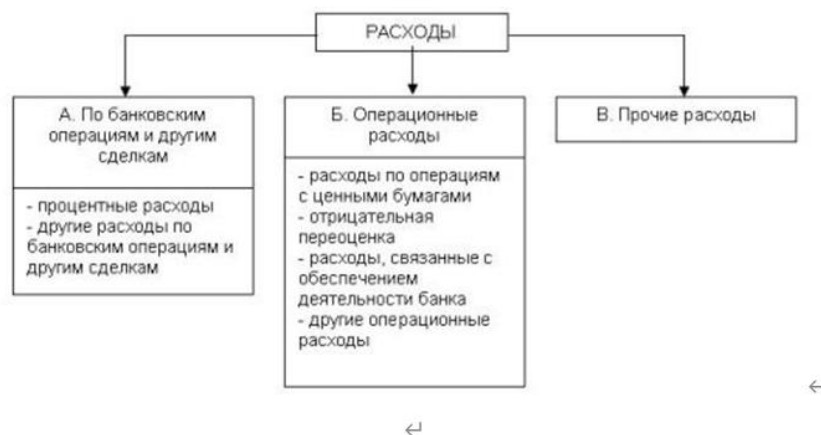 РАСХОДЫ
А. По банковским
операциям и другим
сделкам
- процентные расходы
- другие расходы по
банковским операциям и
другим сделкам
Б. Операционные
расходы
- расходы по операциям
с ценными бумагами
- отрицательная
переоценка
- расходы, связанные с
обеспечением
деятельности банка
- другие операционные
расходы
В. Прочие расходы